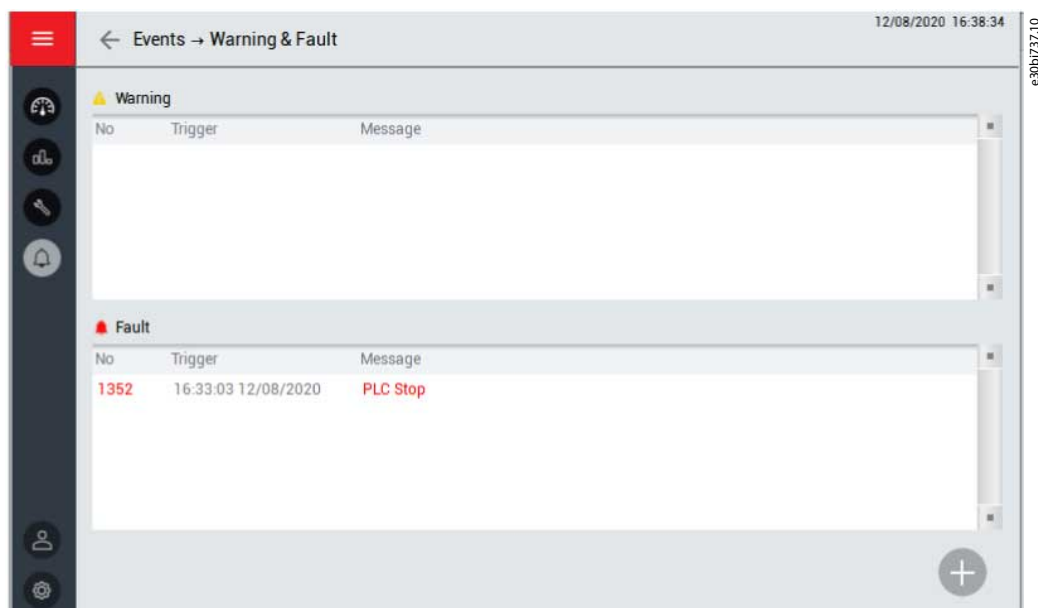 12/08/2020 16:38:34
Events → Warning & Fault
Warning
No Trigger Message
Fault
No Trigger Message
1352 16:33:03 12/08/2020 PLC Stop
e30bj737.10